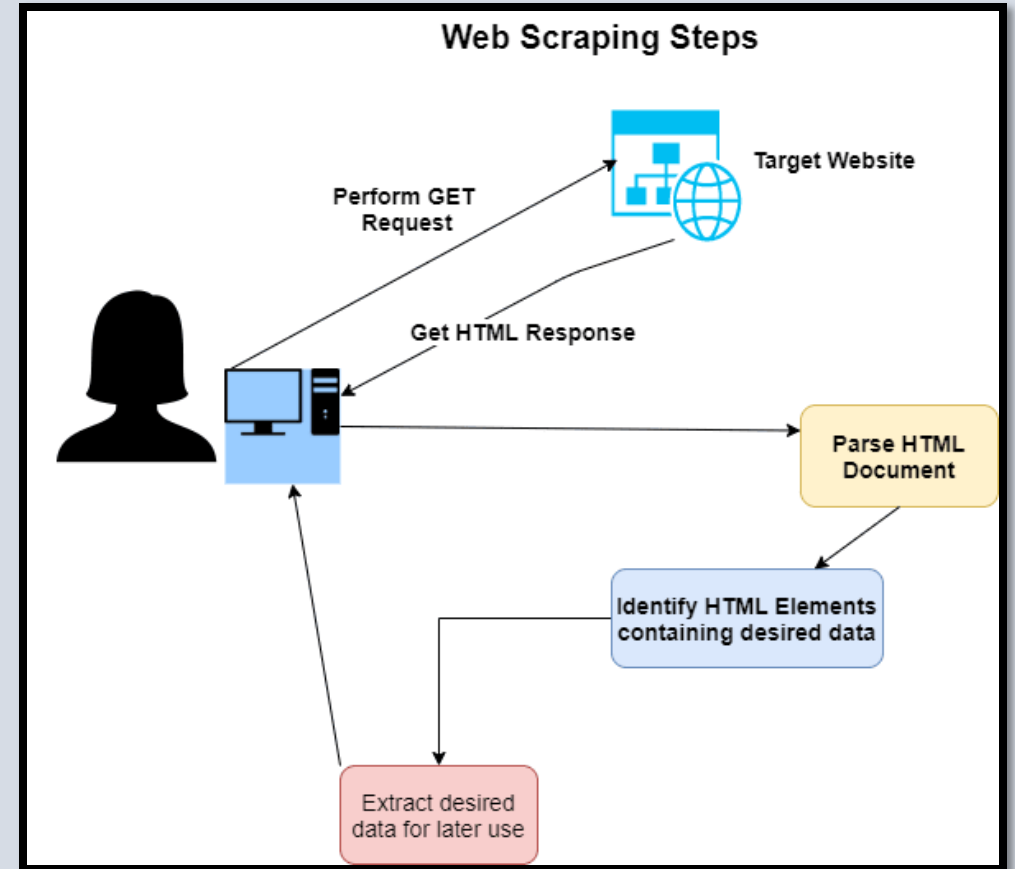 Web Scraping Steps
Target Website
Perform GET
Request
Get HTML Response
Parse HTML
Document
Identify HTML Elements
containing desired data
Extract desired
data for later use